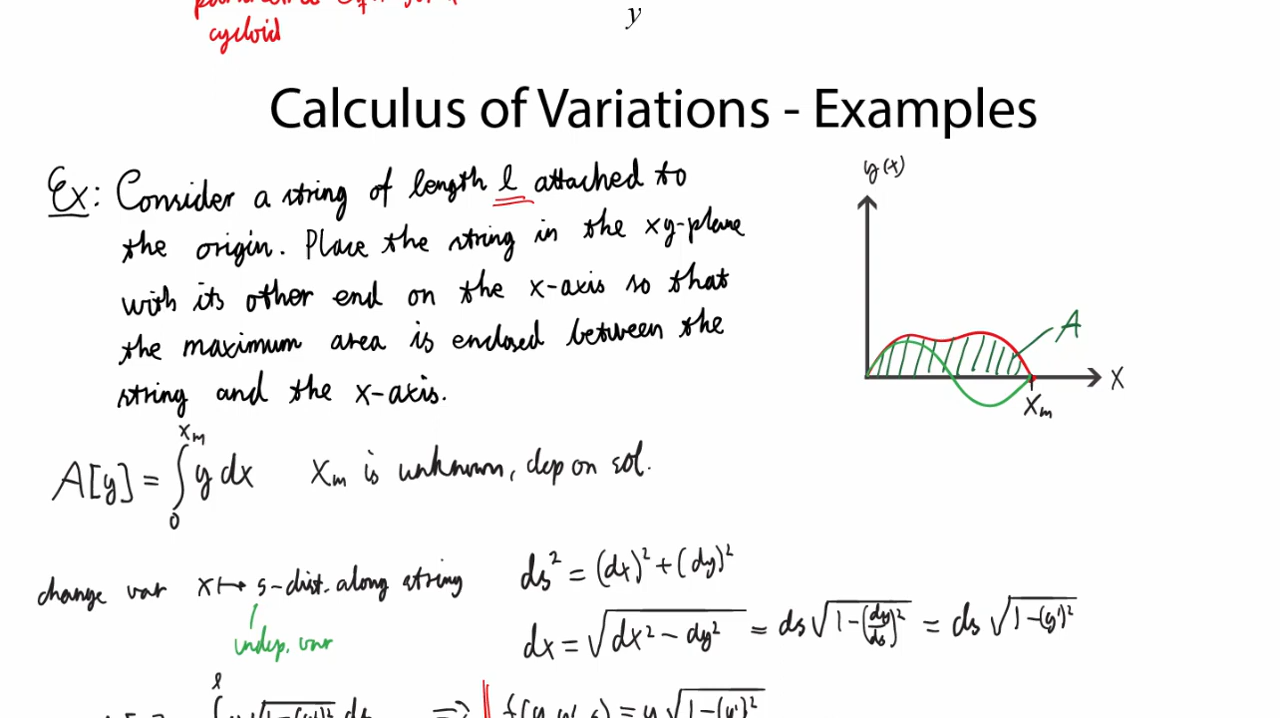 cycloid
y
Calculus of Variations - Examples
Ex: Consider a string of length l attached to
the origin. Place the string in the xy-plane
with its other end on the x-axis so that
the maximum area is enclosed between the
string and the x-axis.
y(x)
A
x
xₘ
A[y] = ∫₀^{xₘ} y dx    xₘ is unknown, dep on sol.
change var x ↦ s-dist. along string
indep. var
ds² = (dx)² + (dy)²
dx = √(dx² - dy²) = ds √(1-(dy/ds)²) = ds √(1-(y')²)
⇒ f(y, y', s) = y √(1-(y')²)